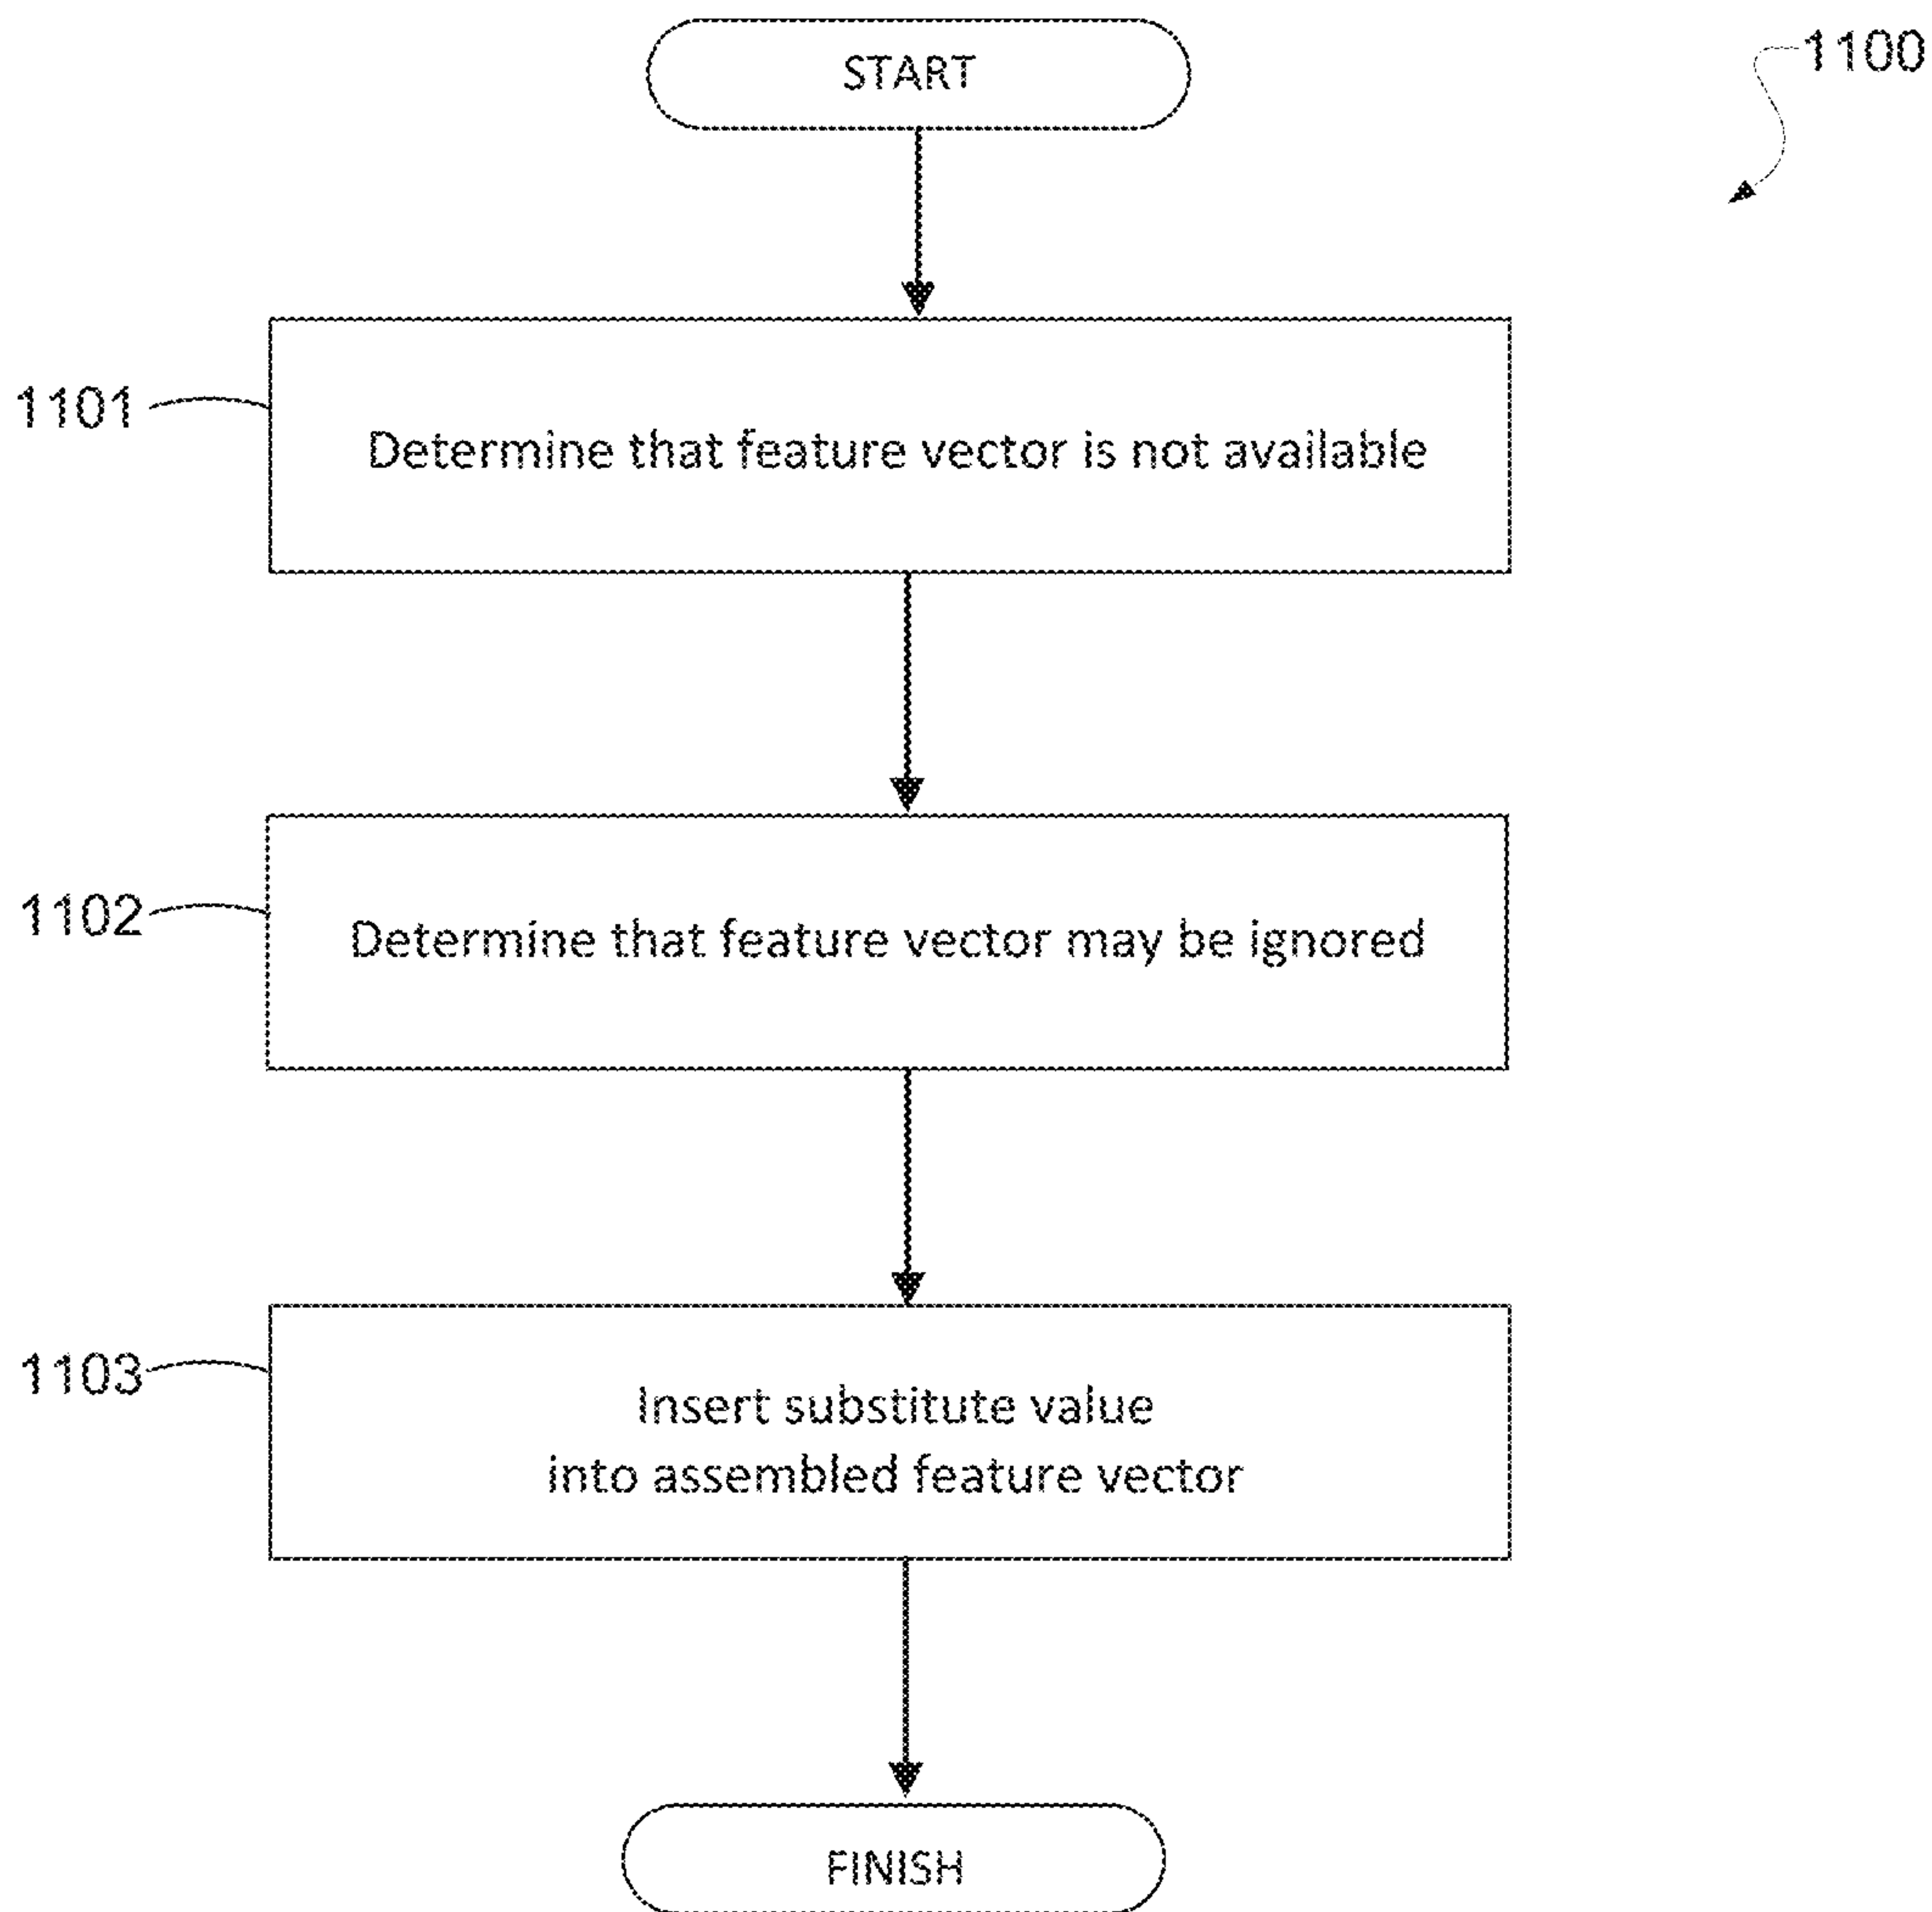 START
1100
1101
Determine that feature vector is not available
1102
Determine that feature vector may be ignored
1103
Insert substitute value
into assembled feature vector
FINISH